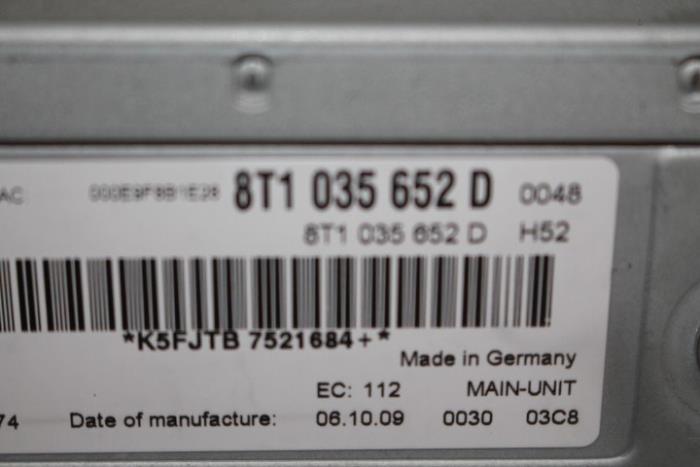 AC 000E9F8B1E28 8T1 035 652 D 0048
8T1 035 652 D H52
*K5FJTB 7521684+*
Made in Germany
EC: 112 MAIN-UNIT
74 Date of manufacture: 06.10.09 0030 03C8